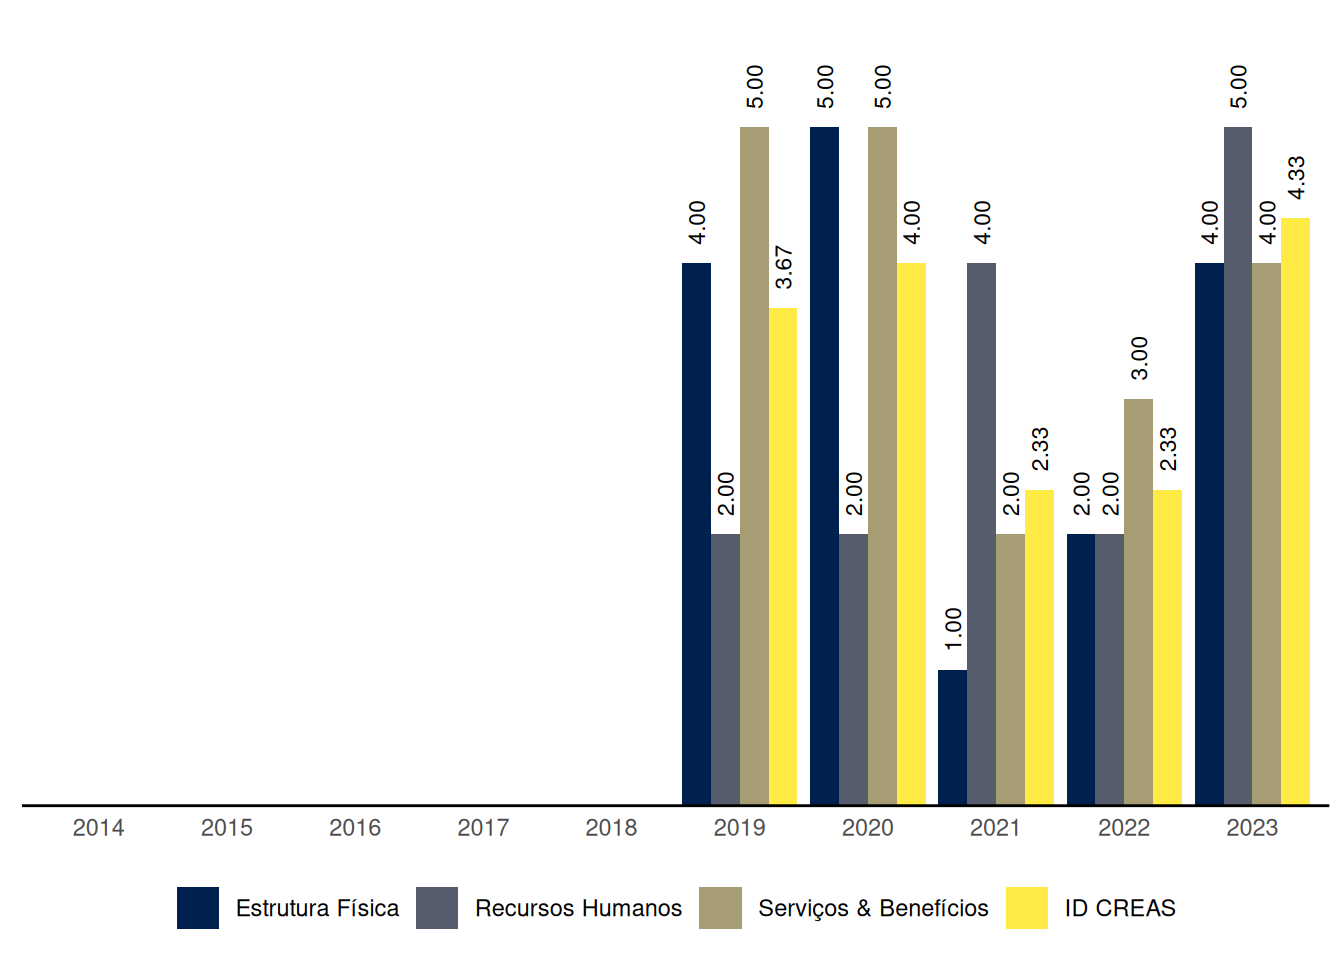 5.00 5.00 5.00 5.00
4.33
4.00 4.00 4.00 4.00 4.00
3.67
3.00
2.33 2.33
2.00 2.00 2.00 2.00 2.00
1.00
2014 2015 2016 2017 2018 2019 2020 2021 2022 2023
Estrutura Física Recursos Humanos Serviços & Benefícios ID CREAS